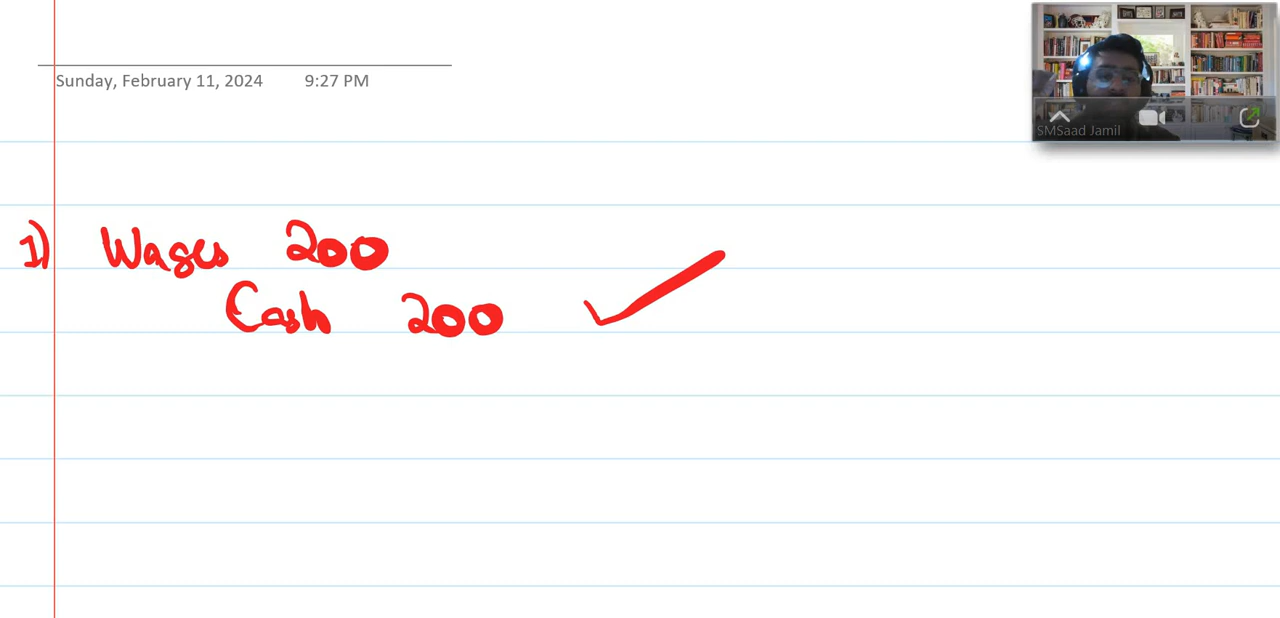 Sunday, February 11, 2024 9:27 PM
SMSaad Jamil
1) Wages 200
Cash 200